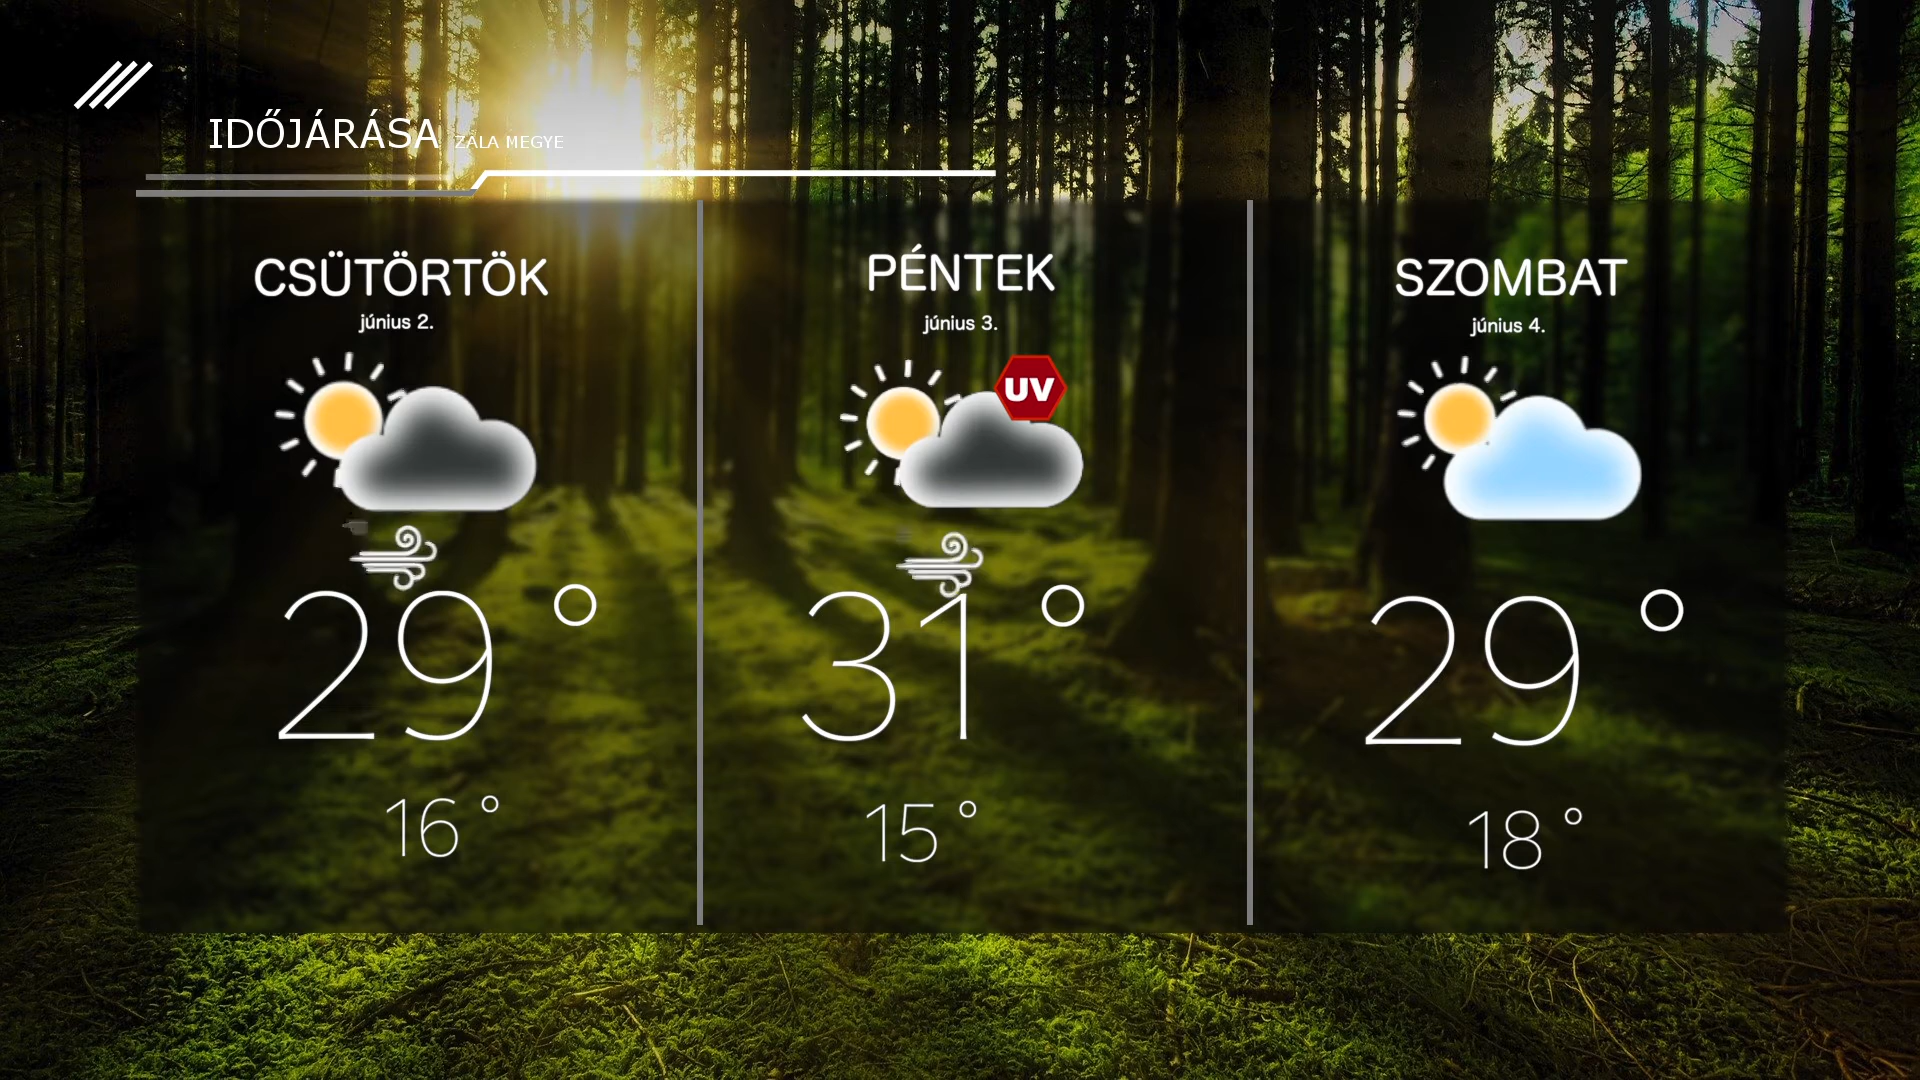 IDŐJÁRÁSA ZALA MEGYE
CSÜTÖRTÖK
június 2.
29 °
16 °
PÉNTEK
június 3.
UV
31 °
15 °
SZOMBAT
június 4.
29 °
18 °